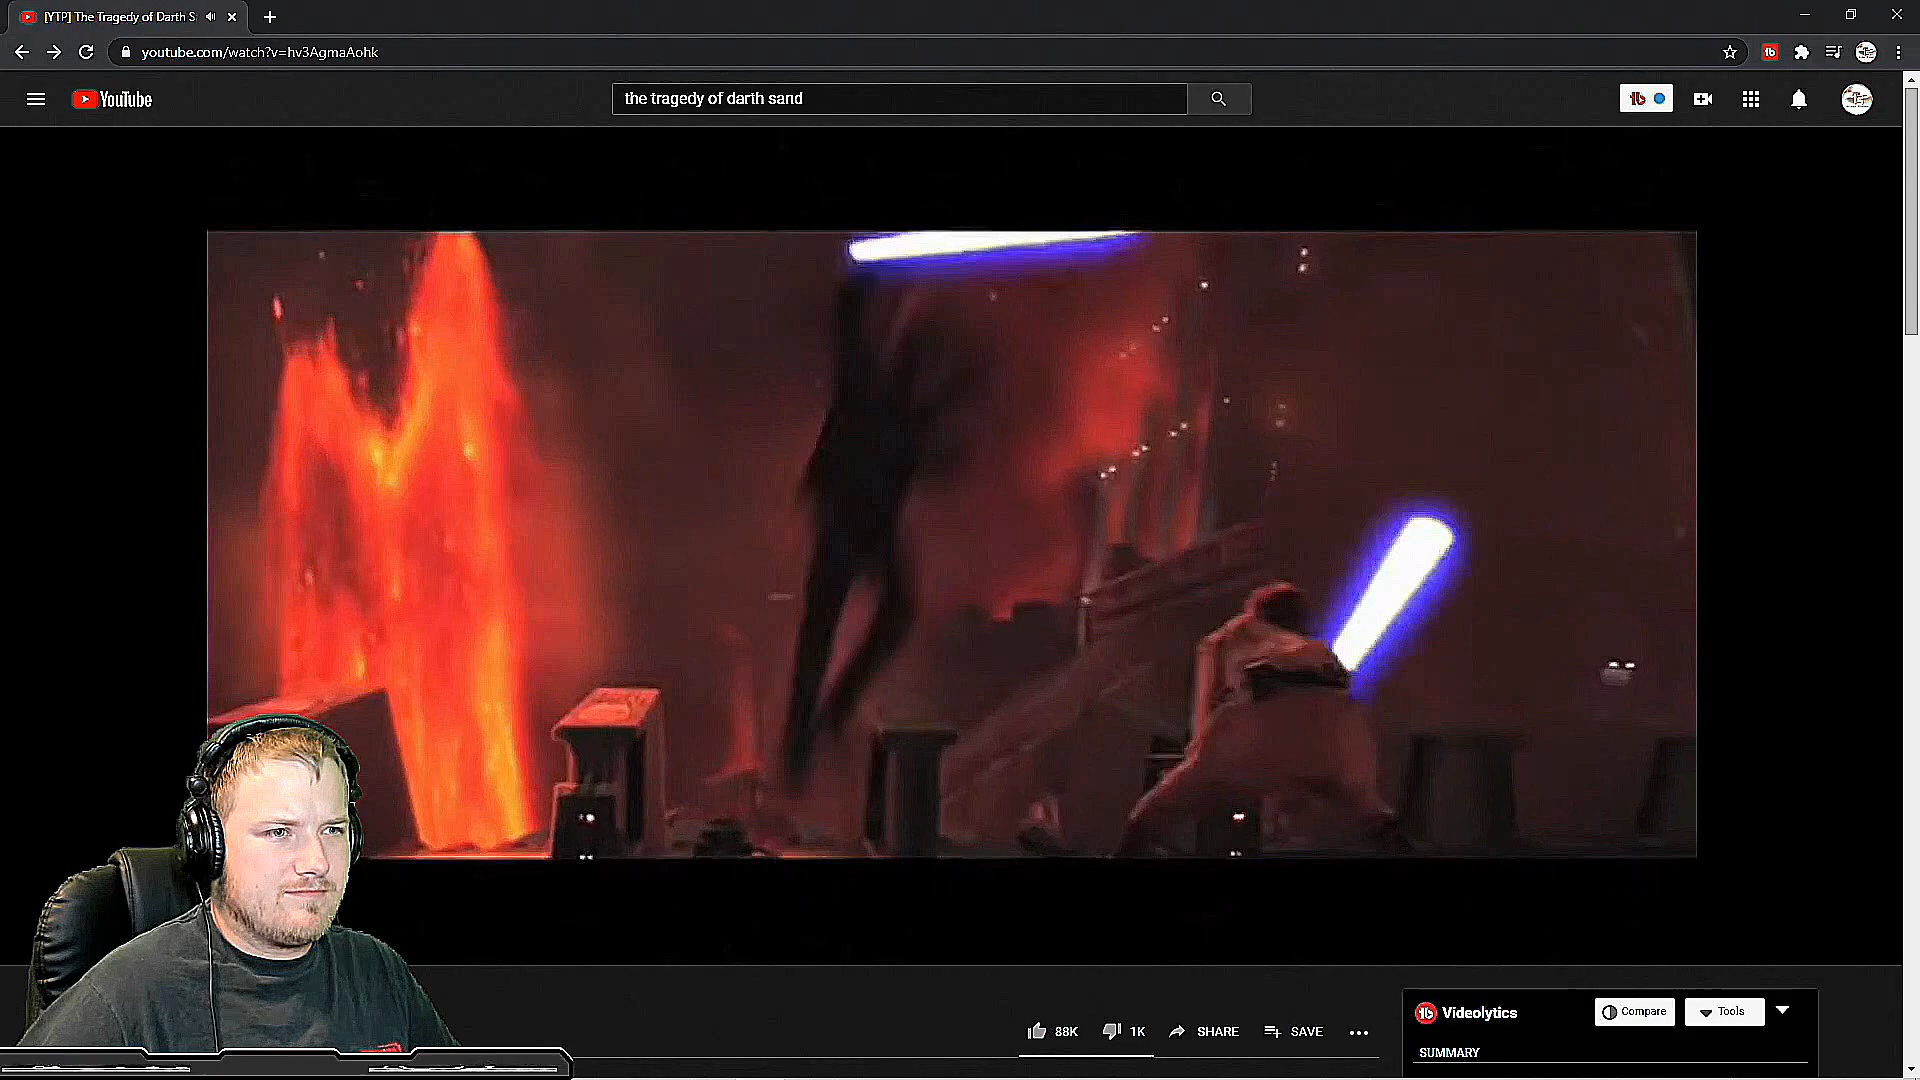 [YTP] The Tragedy of Darth S
youtube.com/watch?v=hv3AgmaAohk
YouTube
the tragedy of darth sand
88K
1K
SHARE
SAVE
Videolytics
Compare
Tools
SUMMARY